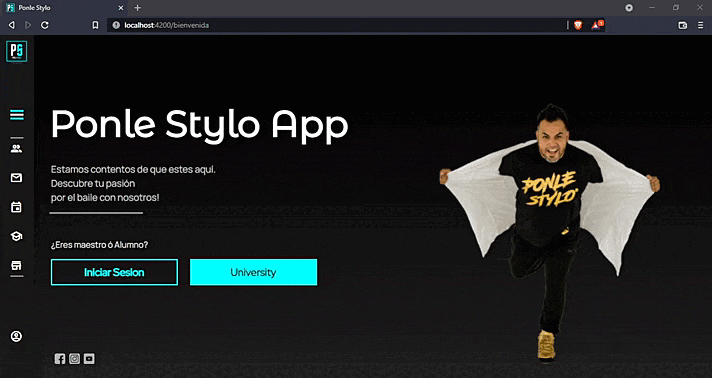 Ponle Stylo
localhost:4200/bienvenida
PS
Ponle Stylo App
Estamos contentos de que estes aqui.
Descubre tu pasión
por el baile con nosotros!
¿Eres maestro ó Alumno?
Iniciar Sesion
University
PONLE
STYLO